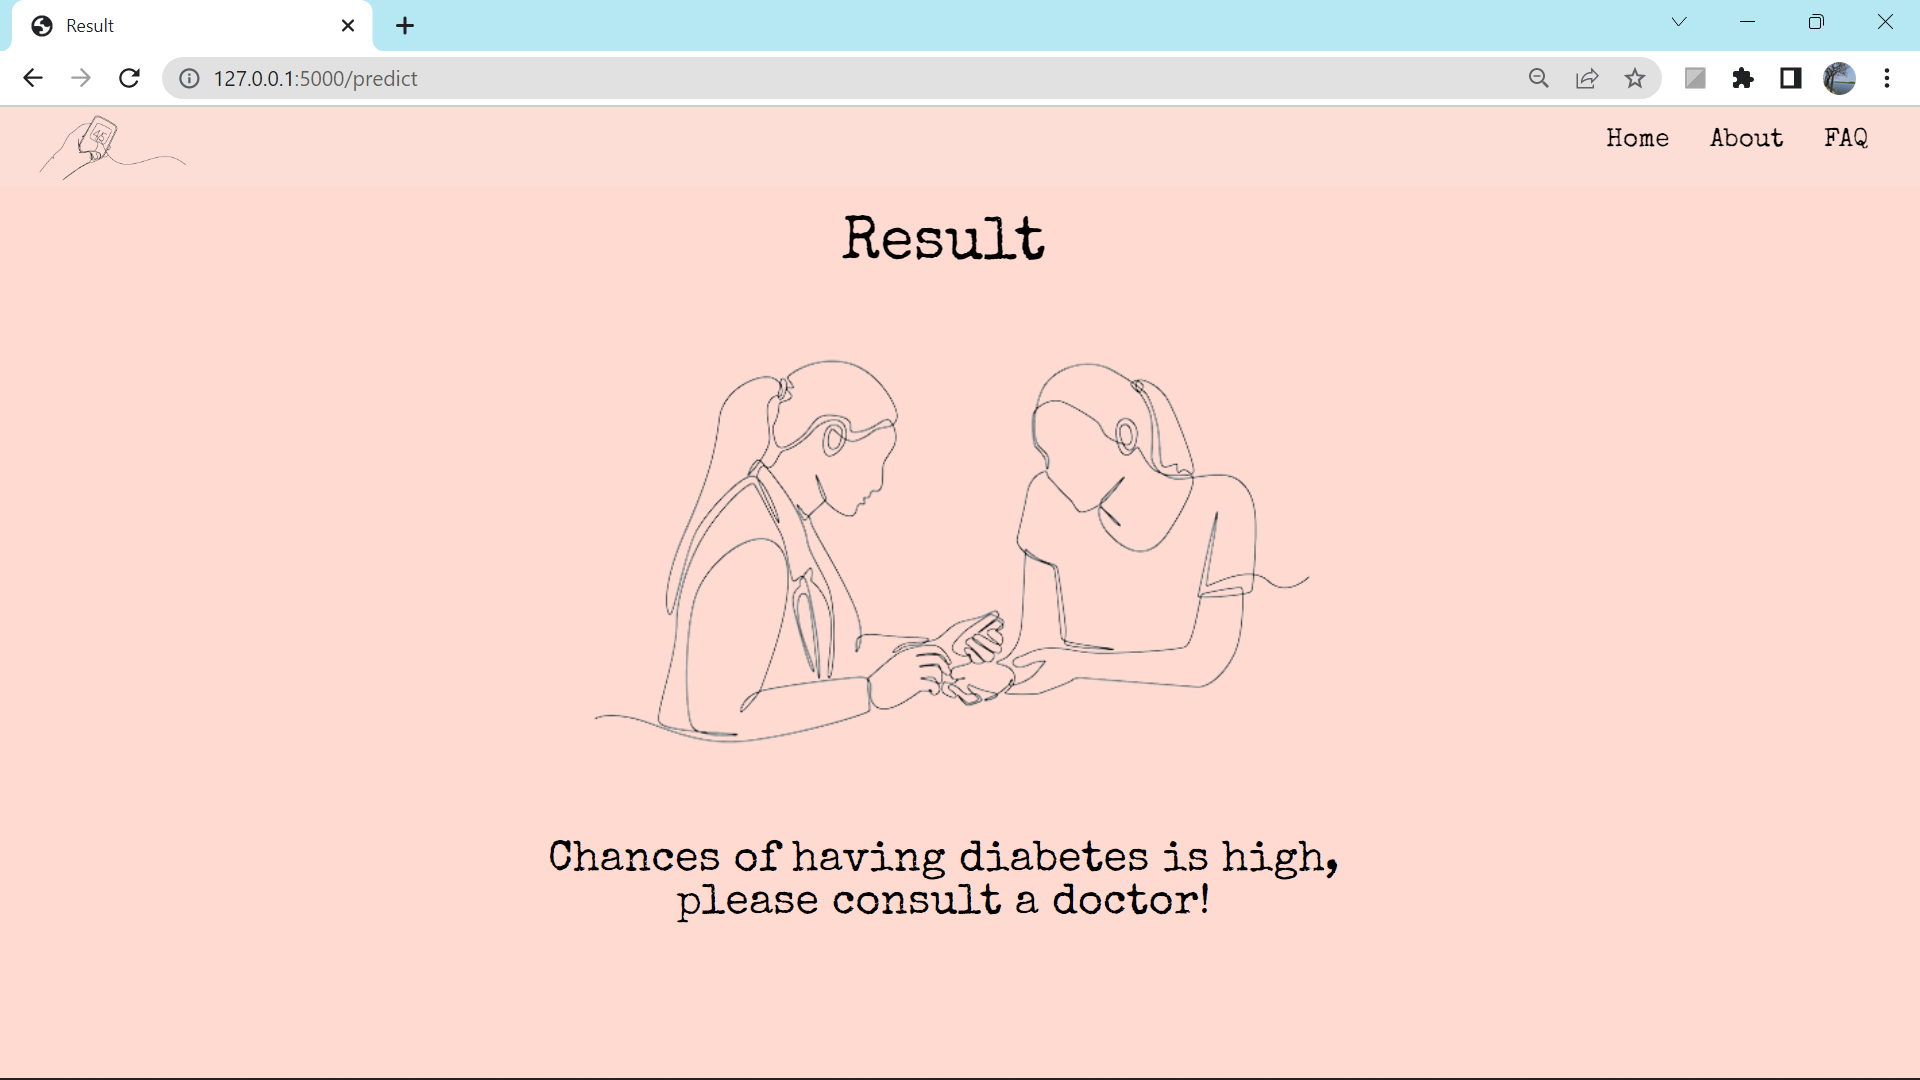 Result
127.0.0.1:5000/predict
45
Home About FAQ
Result
Chances of having diabetes is high,
please consult a doctor!